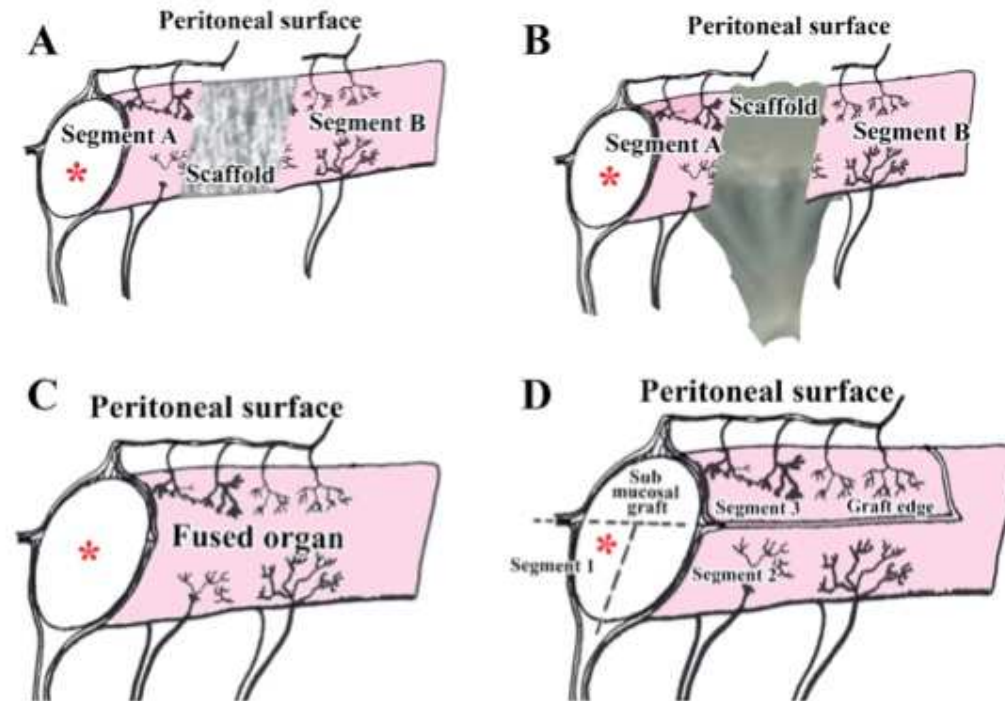 A
Peritoneal surface
Segment A
Segment B
*
Scaffold
B
Peritoneal surface
Scaffold
Segment A
Segment B
*
C
Peritoneal surface
Fused organ
*
D
Peritoneal surface
Sub
mucosal
graft
Segment 3
Graft edge
*
Segment 1
Segment 2